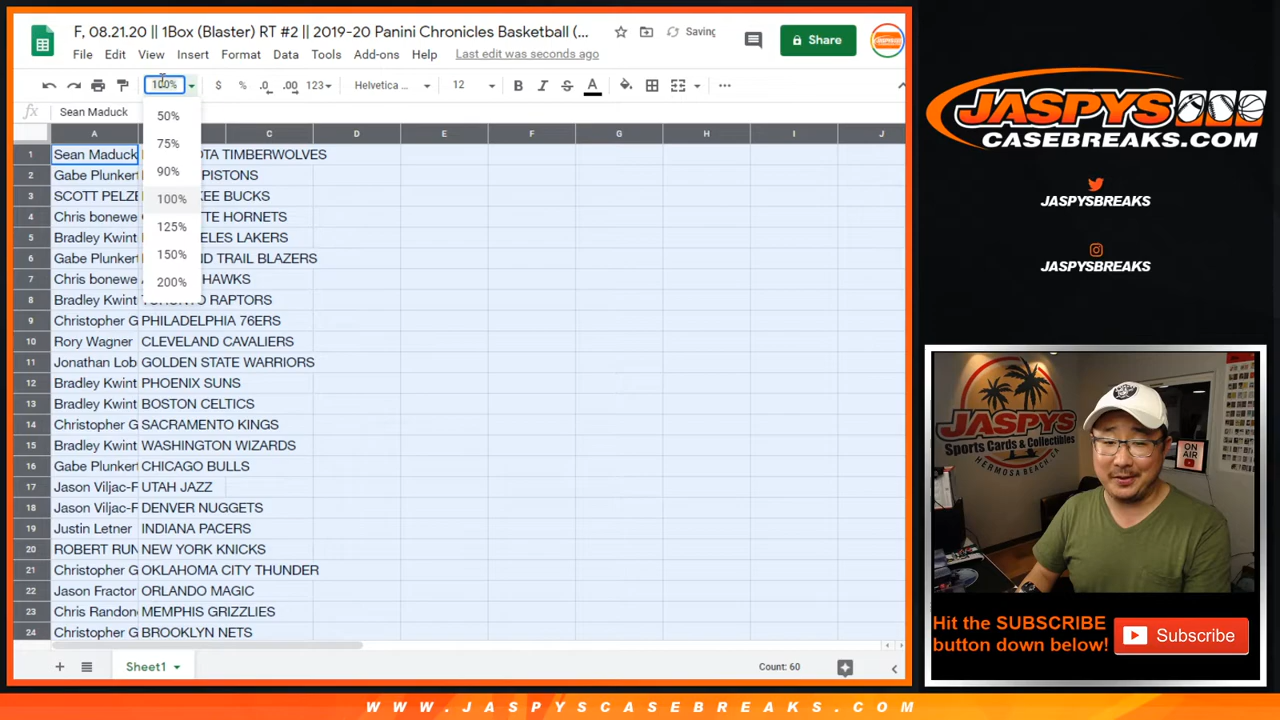 F, 08.21.20 || 1Box (Blaster) RT #2 || 2019-20 Panini Chronicles Basketball (...
Saving
File Edit View Insert Format Data Tools Add-ons Help Last edit was seconds ago
Share
100% $ % .0 .00 123 Helvetica ... 12 B I S A
fx Sean Maduck
50%
75%
90%
100%
125%
150%
200%
A C D E F G H I J
1 Sean Maduck OTA TIMBERWOLVES
2 Gabe Plunkert PISTONS
3 SCOTT PELZE KEE BUCKS
4 Chris bonewe TTE HORNETS
5 Bradley Kwint ELES LAKERS
6 Gabe Plunkert ND TRAIL BLAZERS
7 Chris bonewe HAWKS
8 Bradley Kwint TORONTO RAPTORS
9 Christopher G PHILADELPHIA 76ERS
10 Rory Wagner CLEVELAND CAVALIERS
11 Jonathan Lob GOLDEN STATE WARRIORS
12 Bradley Kwint PHOENIX SUNS
13 Bradley Kwint BOSTON CELTICS
14 Christopher G SACRAMENTO KINGS
15 Bradley Kwint WASHINGTON WIZARDS
16 Gabe Plunkert CHICAGO BULLS
17 Jason Viljac-F UTAH JAZZ
18 Jason Viljac-F DENVER NUGGETS
19 Justin Letner INDIANA PACERS
20 ROBERT RUN NEW YORK KNICKS
21 Christopher G OKLAHOMA CITY THUNDER
22 Jason Fractor ORLANDO MAGIC
23 Chris Randon MEMPHIS GRIZZLIES
24 Christopher G BROOKLYN NETS
Sheet1
Count: 60
JASPYS
CASEBREAKS.COM
JASPYSBREAKS
JASPYSBREAKS
JASPYS
Sports Cards & Collectibles
HERMOSA BEACH, CA
ON AIR
Hit the SUBSCRIBE
button down below!
Subscribe
WWW.JASPYSCASEBREAKS.COM